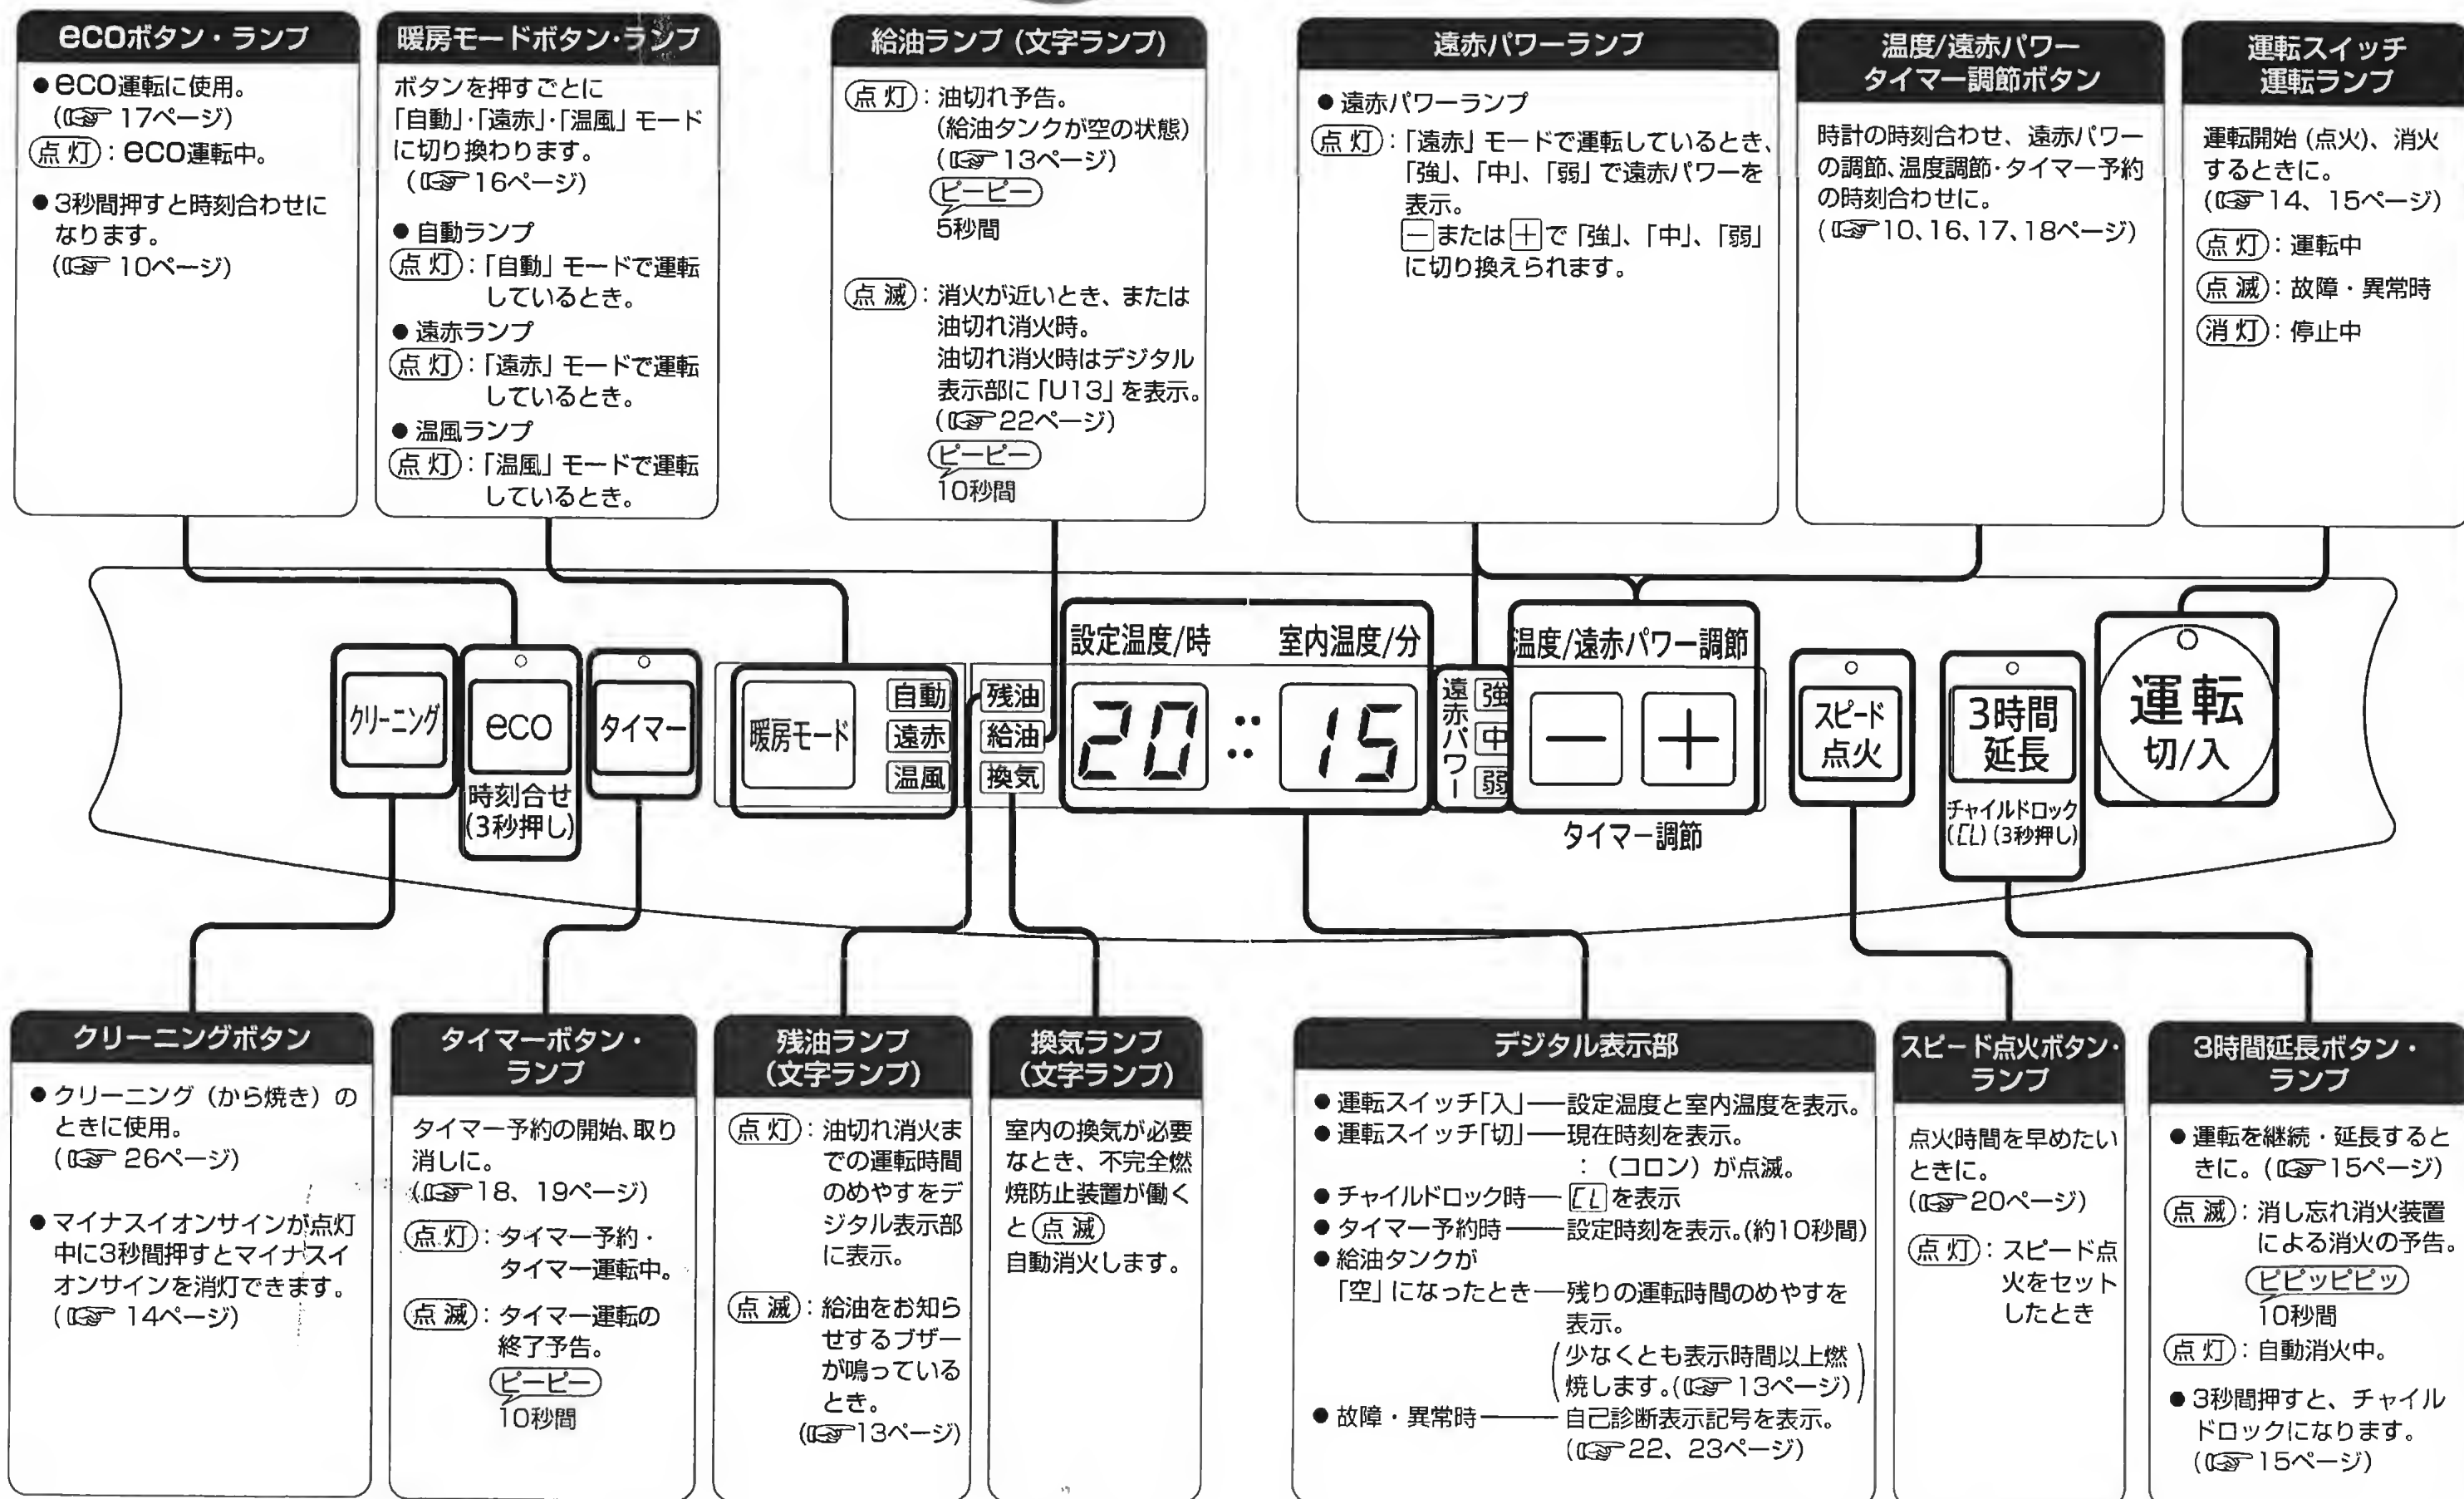 ecoボタン・ランプ
●eco運転に使用。
(☞17ページ)
点灯：eco運転中。
●3秒間押すと時刻合わせに
なります。
(☞10ページ)
暖房モードボタン・ランプ
ボタンを押すごとに
「自動」・「遠赤」・「温風」モード
に切り換わります。
(☞16ページ)
●自動ランプ
点灯：「自動」モードで運転
しているとき。
●遠赤ランプ
点灯：「遠赤」モードで運転
しているとき。
●温風ランプ
点灯：「温風」モードで運転
しているとき。
給油ランプ (文字ランプ)
点灯：油切れ予告。
(給油タンクが空の状態)
(☞13ページ)
ピーピー
5秒間
点滅：消火が近いとき、または
油切れ消火時。
油切れ消火時はデジタル
表示部に「U13」を表示。
(☞22ページ)
ピーピー
10秒間
遠赤パワーランプ
●遠赤パワーランプ
点灯：「遠赤」モードで運転しているとき、
「強」、「中」、「弱」で遠赤パワーを
表示。
－または＋で「強」、「中」、「弱」
に切り換えられます。
温度/遠赤パワー
タイマー調節ボタン
時計の時刻合わせ、遠赤パワー
の調節、温度調節・タイマー予約
の時刻合わせに。
(☞10、16、17、18ページ)
運転スイッチ
運転ランプ
運転開始 (点火)、消火
するときに。
(☞14、15ページ)
点灯：運転中
点滅：故障・異常時
消灯：停止中
クリーニング
eco
時刻合せ
(3秒押し)
タイマー
暖房モード
自動
遠赤
温風
残油
給油
換気
設定温度/時 室内温度/分
20 : 15
遠赤パワー
強
中
弱
温度/遠赤パワー調節
－ ＋
タイマー調節
スピード
点火
3時間
延長
チャイルドロック
(CL)(3秒押し)
運転
切/入
クリーニングボタン
●クリーニング（から焼き）の
ときに使用。
(☞26ページ)
●マイナスイオンサインが点灯
中に3秒間押すとマイナスイ
オンサインを消灯できます。
(☞14ページ)
タイマーボタン・
ランプ
タイマー予約の開始、取り
消しに。
(☞18、19ページ)
点灯：タイマー予約・
タイマー運転中。
点滅：タイマー運転の
終了予告。
ピーピー
10秒間
残油ランプ
(文字ランプ)
点灯：油切れ消火ま
での運転時間
のめやすをデ
ジタル表示部
に表示。
点滅：給油をお知ら
せするブザー
が鳴っている
とき。
(☞13ページ)
換気ランプ
(文字ランプ)
室内の換気が必要
なとき、不完全燃
焼防止装置が働く
と点滅
自動消火します。
デジタル表示部
●運転スイッチ「入」──設定温度と室内温度を表示。
●運転スイッチ「切」──現在時刻を表示。
：（コロン）が点滅。
●チャイルドロック時──CLを表示
●タイマー予約時───設定時刻を表示。(約10秒間)
●給油タンクが
「空」になったとき──残りの運転時間のめやすを
表示。
(少なくとも表示時間以上燃
焼します。(☞13ページ))
●故障・異常時────自己診断表示記号を表示。
(☞22、23ページ)
スピード点火ボタン・
ランプ
点火時間を早めたい
ときに。
(☞20ページ)
点灯：スピード点
火をセット
したとき
3時間延長ボタン・
ランプ
●運転を継続・延長すると
きに。(☞15ページ)
点滅：消し忘れ消火装置
による消火の予告。
ピピッピピッ
10秒間
点灯：自動消火中。
●3秒間押すと、チャイル
ドロックになります。
(☞15ページ)